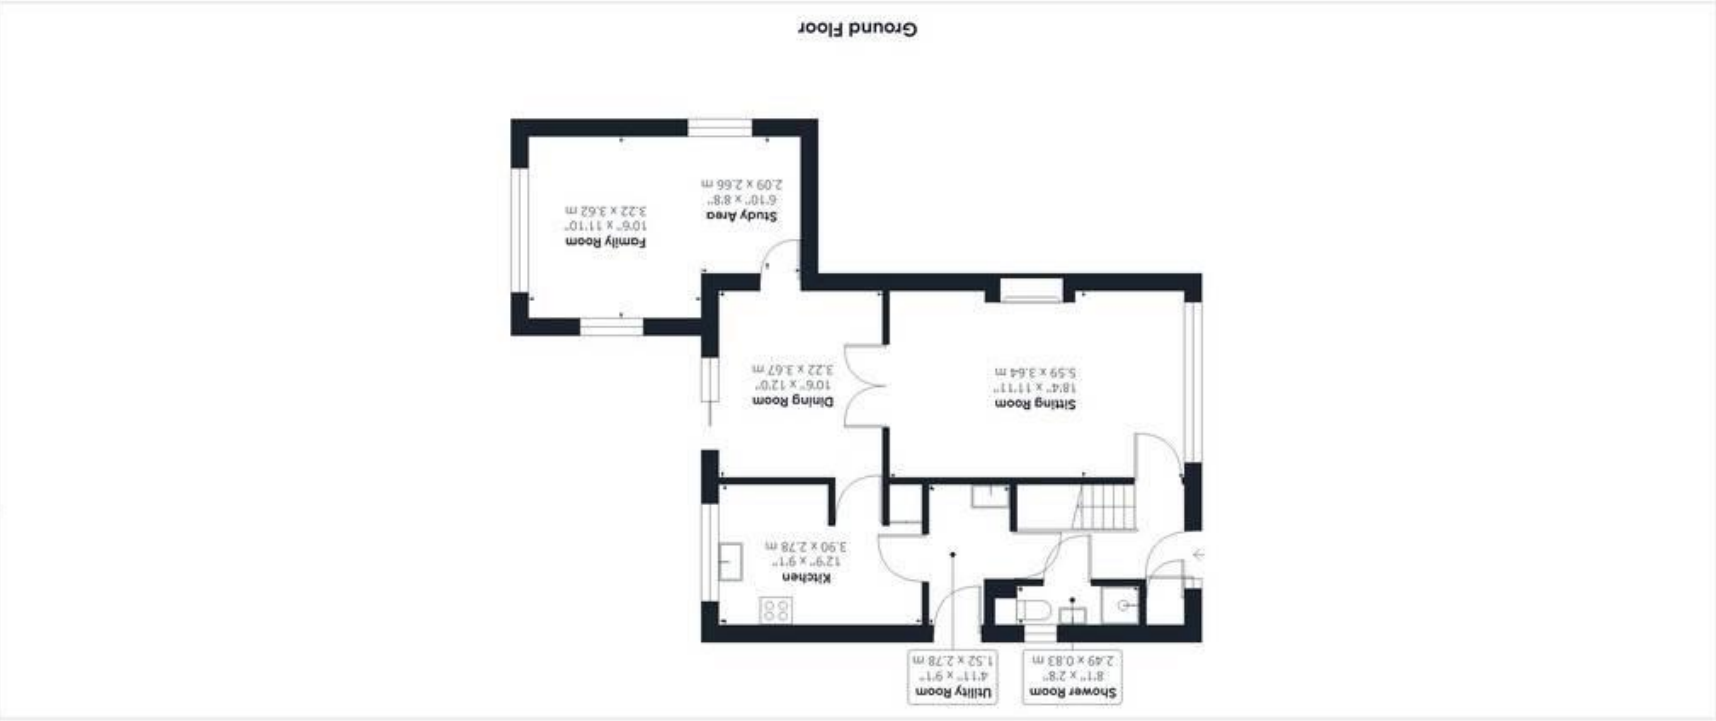 Shower Room
8'1" x 2'8"
2.49 x 0.83 m
Utility Room
4'11" x 9'1"
1.52 x 2.78 m
Kitchen
12'9" x 9'1"
3.90 x 2.78 m
Sitting Room
18'4" x 11'11"
5.59 x 3.64 m
Dining Room
10'6" x 12'0"
3.22 x 3.67 m
Family Room
10'6" x 11'10"
3.22 x 3.62 m
Study Area
6'10" x 8'8"
2.09 x 2.66 m
Ground Floor